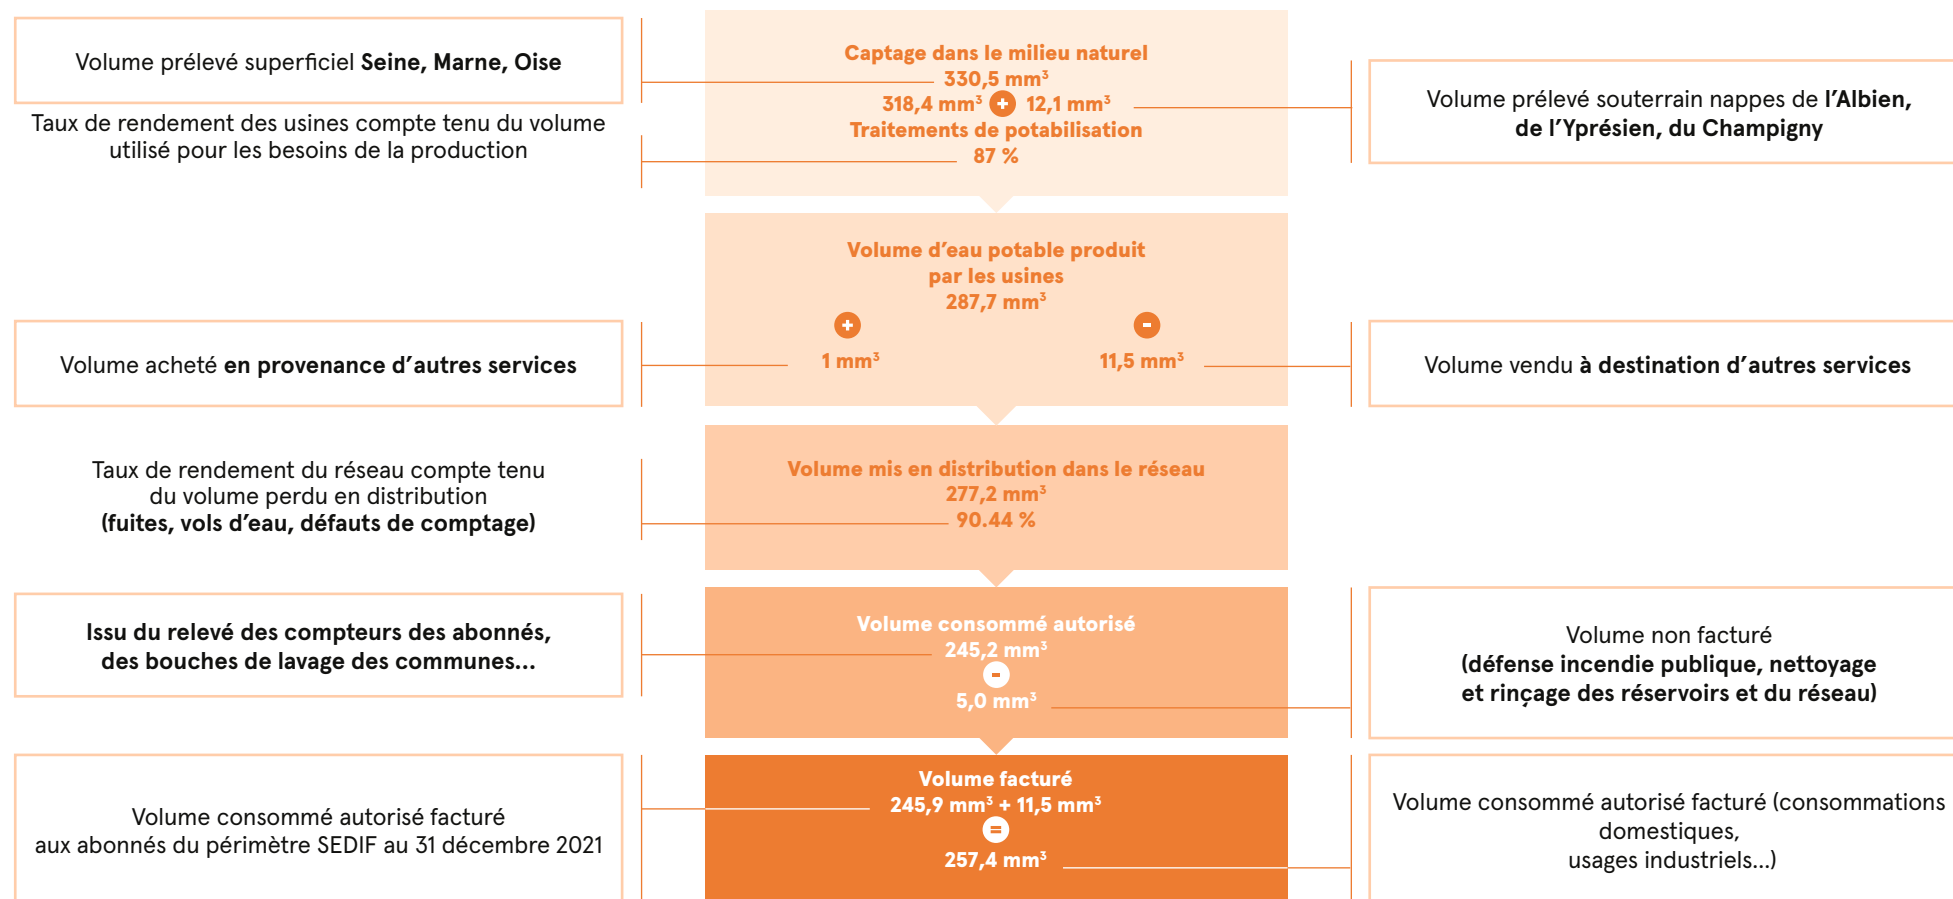 Volume prélevé superficiel Seine, Marne, Oise
Taux de rendement des usines compte tenu du volume
utilisé pour les besoins de la production
Captage dans le milieu naturel
330,5 mm³
318,4 mm³ + 12,1 mm³
Traitements de potabilisation
87 %
Volume prélevé souterrain nappes de l’Albien,
de l’Yprésien, du Champigny
Volume d’eau potable produit
par les usines
287,7 mm³
+ -
1 mm³ 11,5 mm³
Volume acheté en provenance d’autres services
Volume vendu à destination d’autres services
Taux de rendement du réseau compte tenu
du volume perdu en distribution
(fuites, vols d’eau, défauts de comptage)
Volume mis en distribution dans le réseau
277,2 mm³
90.44 %
Issu du relevé des compteurs des abonnés,
des bouches de lavage des communes...
Volume consommé autorisé
245,2 mm³
-
5,0 mm³
Volume non facturé
(défense incendie publique, nettoyage
et rinçage des réservoirs et du réseau)
Volume consommé autorisé facturé
aux abonnés du périmètre SEDIF au 31 décembre 2021
Volume facturé
245,9 mm³ + 11,5 mm³
=
257,4 mm³
Volume consommé autorisé facturé (consommations
domestiques,
usages industriels...)